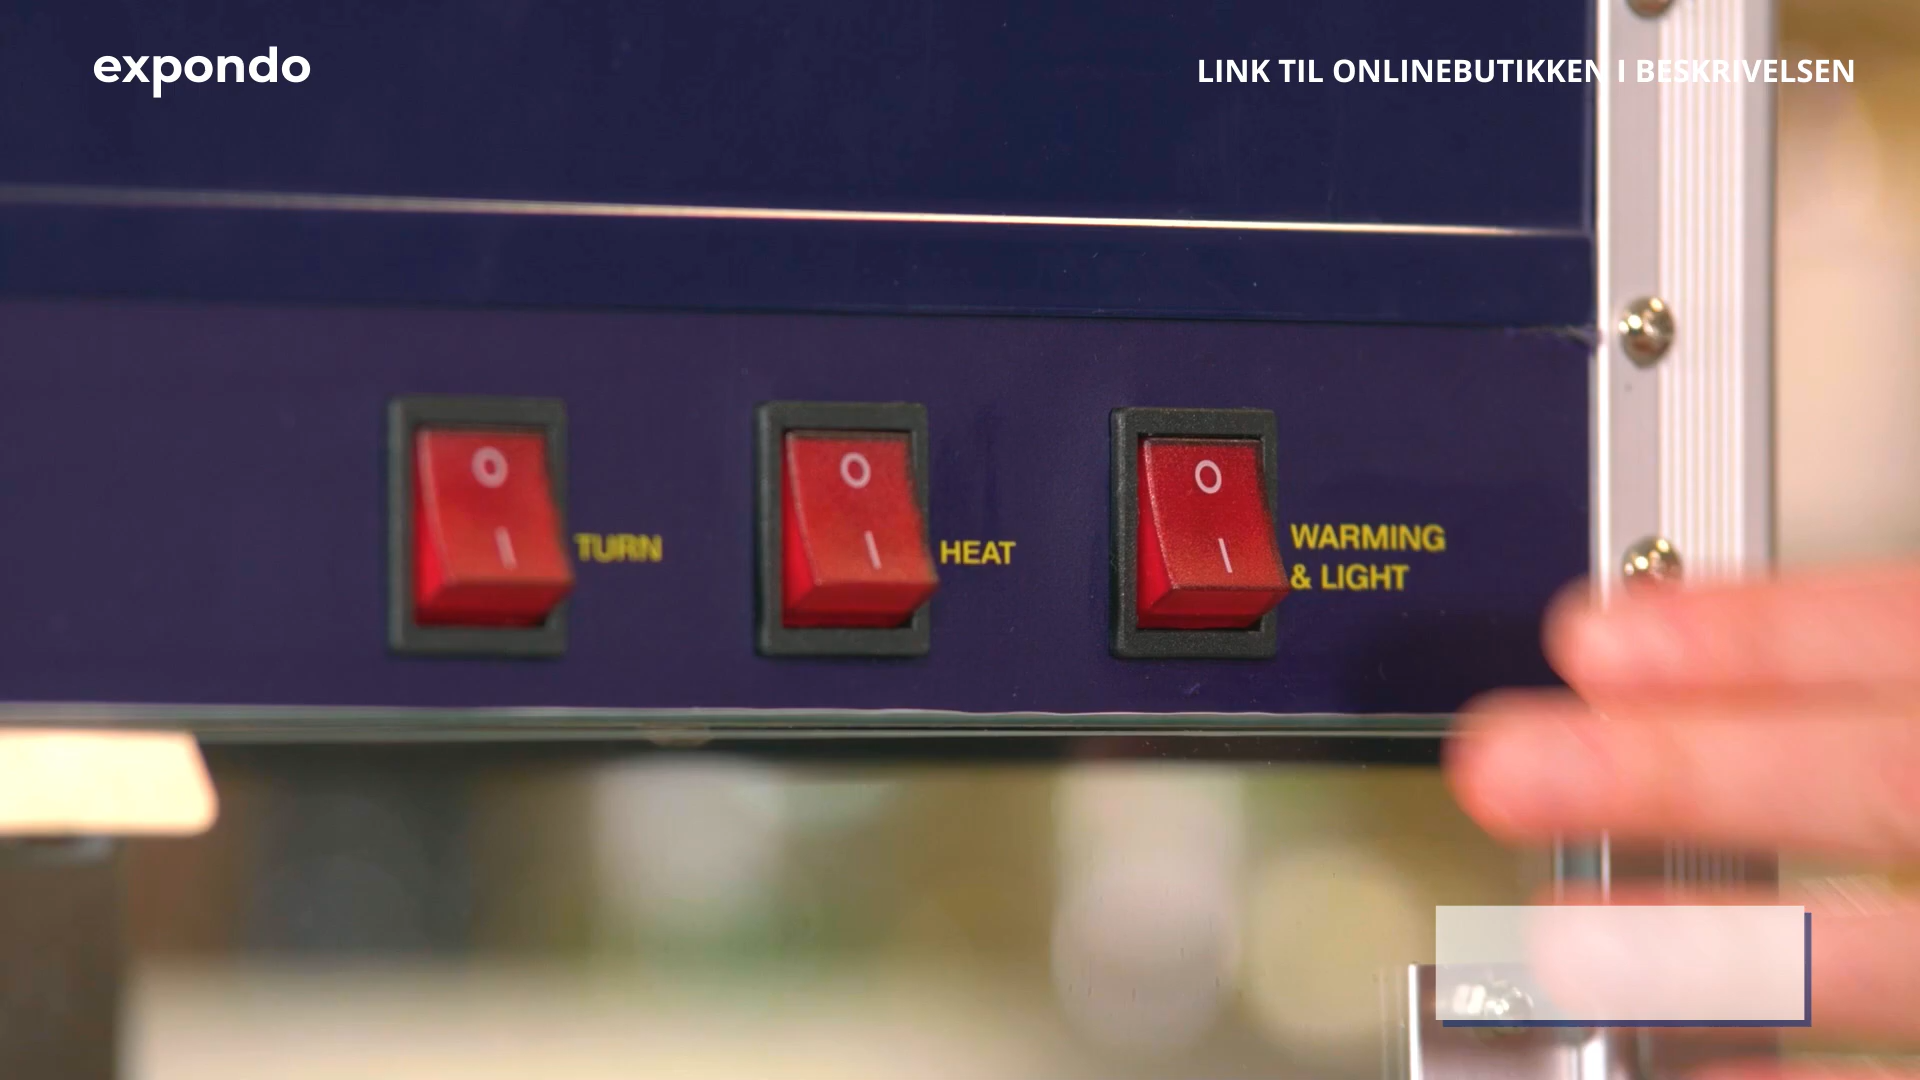 expondo
LINK TIL ONLINEBUTIKKEN I BESKRIVELSEN
O
I
TURN
O
I
HEAT
O
I
WARMING
& LIGHT